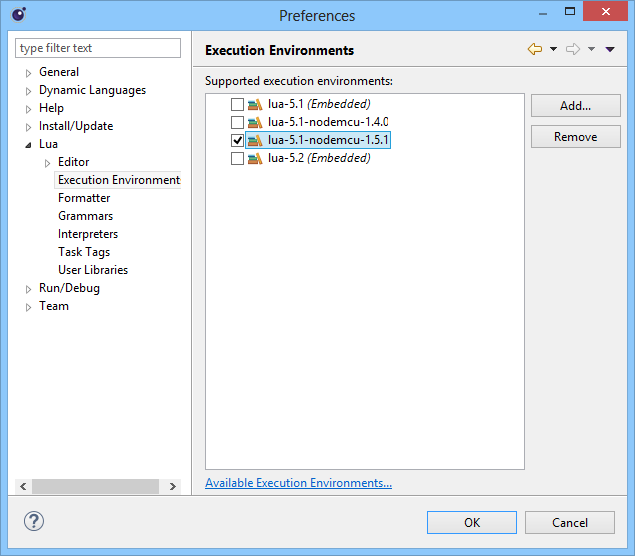 Preferences
type filter text
General
Dynamic Languages
Help
Install/Update
Lua
Editor
Execution Environment
Formatter
Grammars
Interpreters
Task Tags
User Libraries
Run/Debug
Team
Execution Environments
Supported execution environments:
lua-5.1 (Embedded)
lua-5.1-nodemcu-1.4.0
lua-5.1-nodemcu-1.5.1
lua-5.2 (Embedded)
Add...
Remove
Available Execution Environments...
?
OK
Cancel